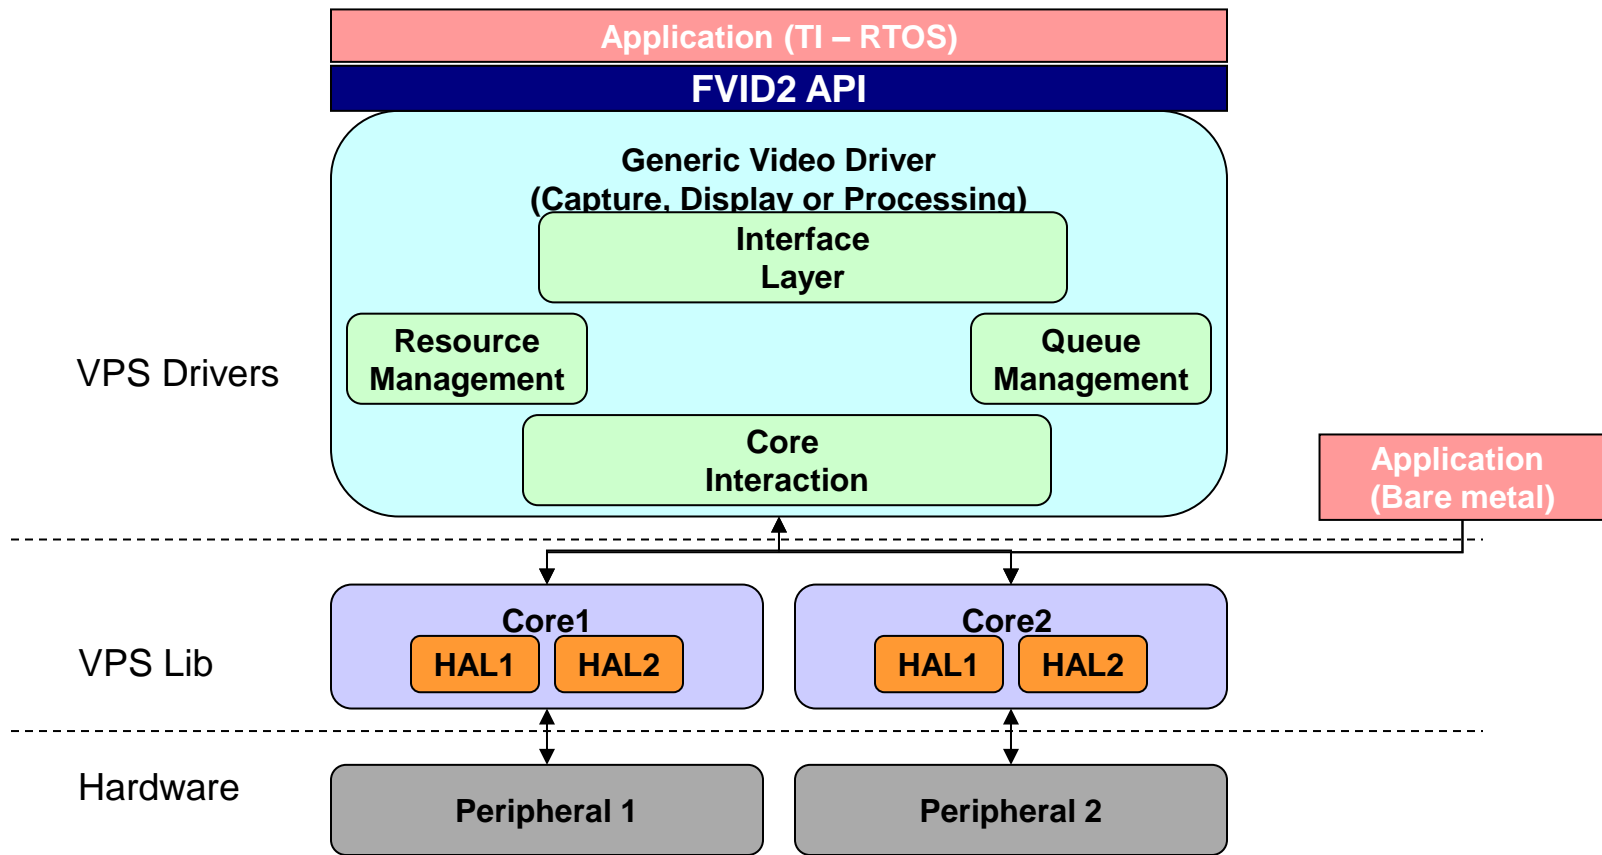 Application (TI – RTOS)
FVID2 API
Generic Video Driver
(Capture, Display or Processing)
Interface
Layer
Resource
Management
Queue
Management
VPS Drivers
Core
Interaction
Application
(Bare metal)
Core1
HAL1
HAL2
Core2
HAL1
HAL2
VPS Lib
Hardware
Peripheral 1
Peripheral 2